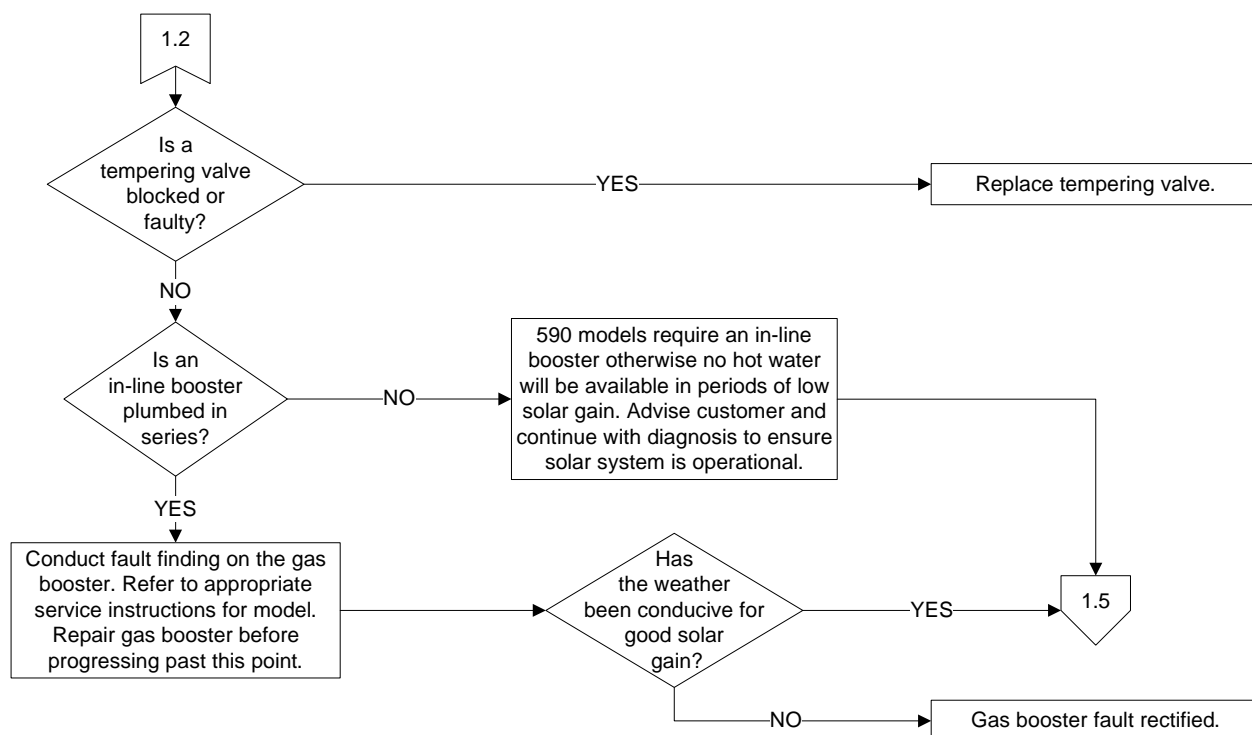 1.2
Is a
tempering valve
blocked or
faulty?
YES
Replace tempering valve.
NO
Is an
in-line booster
plumbed in
series?
NO
590 models require an in-line
booster otherwise no hot water
will be available in periods of low
solar gain. Advise customer and
continue with diagnosis to ensure
solar system is operational.
YES
Conduct fault finding on the gas
booster. Refer to appropriate
service instructions for model.
Repair gas booster before
progressing past this point.
Has
the weather
been conducive for
good solar
gain?
YES
1.5
NO
Gas booster fault rectified.